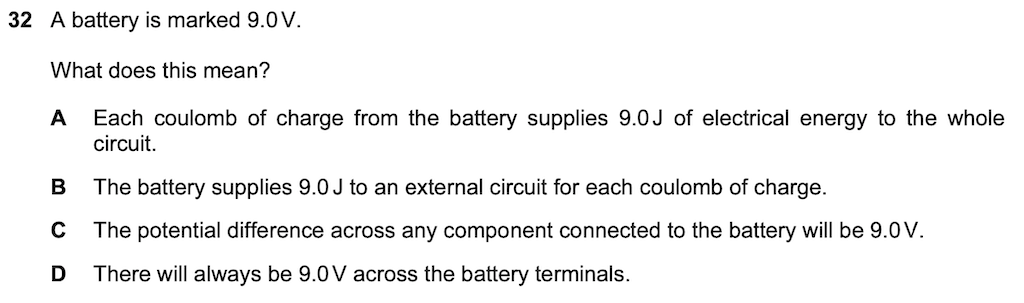 32 A battery is marked 9.0 V.
What does this mean?
A Each coulomb of charge from the battery supplies 9.0 J of electrical energy to the whole
circuit.
B The battery supplies 9.0 J to an external circuit for each coulomb of charge.
C The potential difference across any component connected to the battery will be 9.0 V.
D There will always be 9.0 V across the battery terminals.